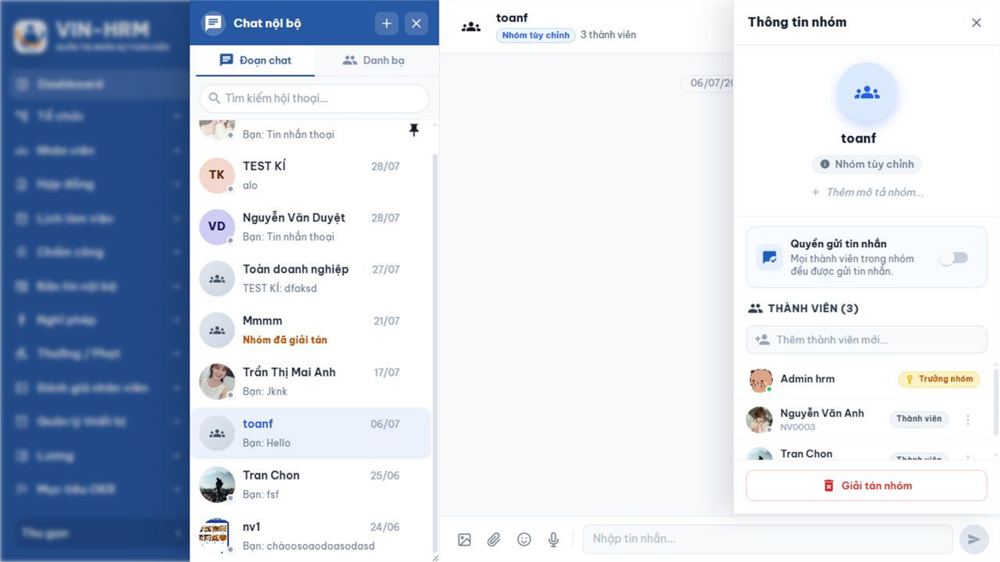 VIN-HRM
Dashboard
Tổ chức
Nhân viên
Hợp đồng
Lịch làm việc
Chấm công
Bản tin nội bộ
Nghỉ phép
Thưởng / Phạt
Đánh giá nhân viên
Quản lý thiết bị
Lương
Mục tiêu OKR
Thu gọn
Chat nội bộ
Đoạn chat
Danh bạ
Tìm kiếm hội thoại...
Bạn: Tin nhắn thoại
TK
TEST KÍ
28/07
alo
VD
Nguyễn Văn Duyệt
28/07
Bạn: Tin nhắn thoại
Toàn doanh nghiệp
27/07
TEST KÍ: dfaksd
Mmmm
21/07
Nhóm đã giải tán
Trần Thị Mai Anh
17/07
Bạn: Jknk
toanf
06/07
Bạn: Hello
Tran Chon
25/06
Bạn: fsf
nv1
24/06
Bạn: chàoosoaodoasodasd
toanf
Nhóm tùy chỉnh
3 thành viên
06/07/20
Nhập tin nhắn...
Thông tin nhóm
toanf
Nhóm tùy chỉnh
+ Thêm mô tả nhóm...
Quyền gửi tin nhắn
Mọi thành viên trong nhóm
đều được gửi tin nhắn.
THÀNH VIÊN (3)
Thêm thành viên mới...
Admin hrm
Trưởng nhóm
Nguyễn Văn Anh
Thành viên
NV0003
Tran Chon
Thành viên
Giải tán nhóm